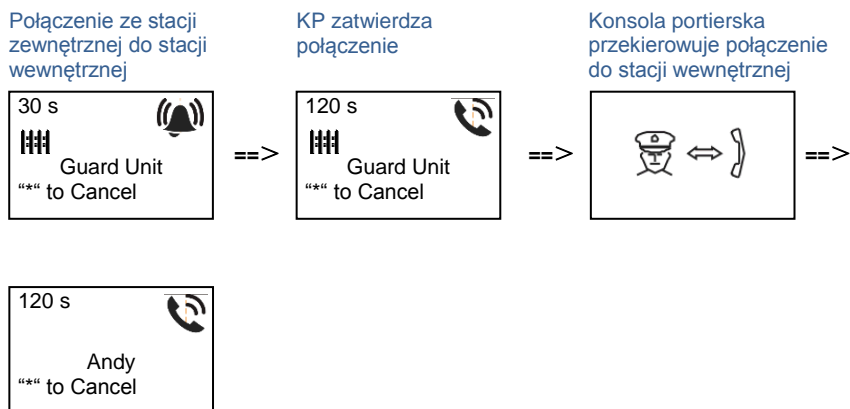 Połączenie ze stacji
zewnętrznej do stacji
wewnętrznej
KP zatwierdza
połączenie
Konsola portierska
przekierowuje połączenie
do stacji wewnętrznej
30 s
Guard Unit
“*“ to Cancel
==>
120 s
Guard Unit
“*“ to Cancel
==>
==>
120 s
Andy
“*“ to Cancel